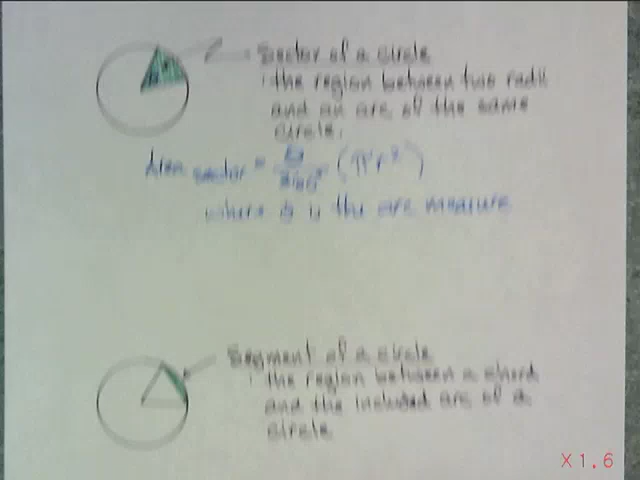 Sector of a circle
: the region between two radii
and an arc of the same
circle.
Area sector = θ/360° (πr²)
where θ is the arc measure
Segment of a circle
: the region between a chord
and the included arc of a
circle
X1.6